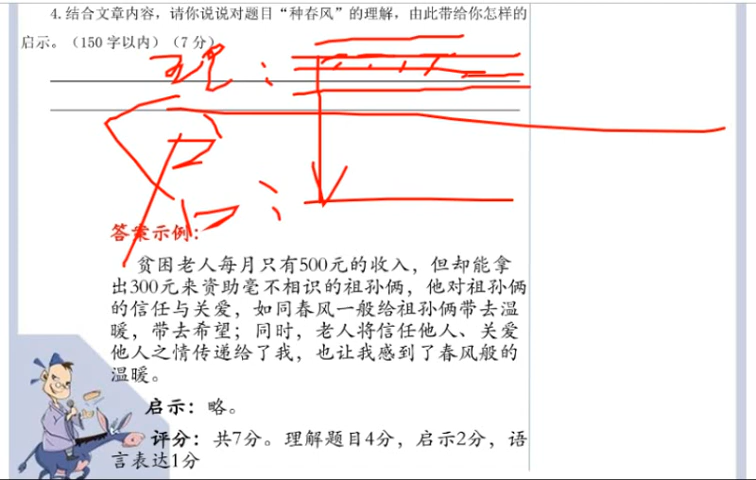 4. 结合文章内容，请你说说对题目“种春风”的理解，由此带给你怎样的
启示。（150 字以内）（7 分）
理：
启：
答案示例：
贫困老人每月只有500元的收入，但却能拿
出300元来资助毫不相识的祖孙俩，他对祖孙俩
的信任与关爱，如同春风一般给祖孙俩带去温
暖，带去希望；同时，老人将信任他人、关爱
他人之情传递给了我，也让我感到了春风般的
温暖。
启示：略。
评分：共7分。理解题目4分，启示2分，语
言表达1分